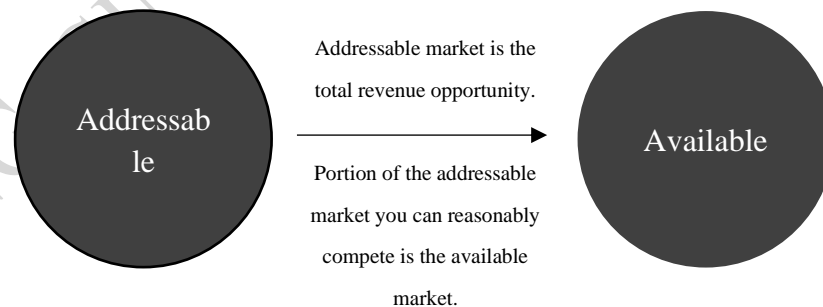 Addressab
le
Addressable market is the
total revenue opportunity.
Portion of the addressable
market you can reasonably
compete is the available
market.
Available